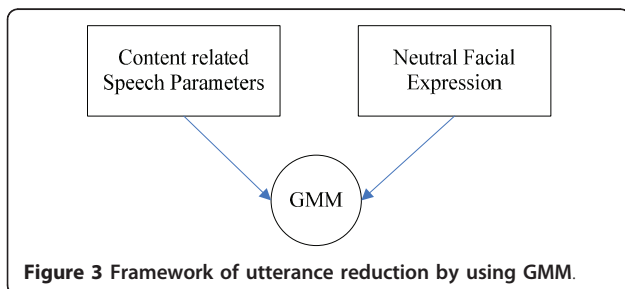 Content related
Speech Parameters
Neutral Facial
Expression
GMM
Figure 3 Framework of utterance reduction by using GMM.